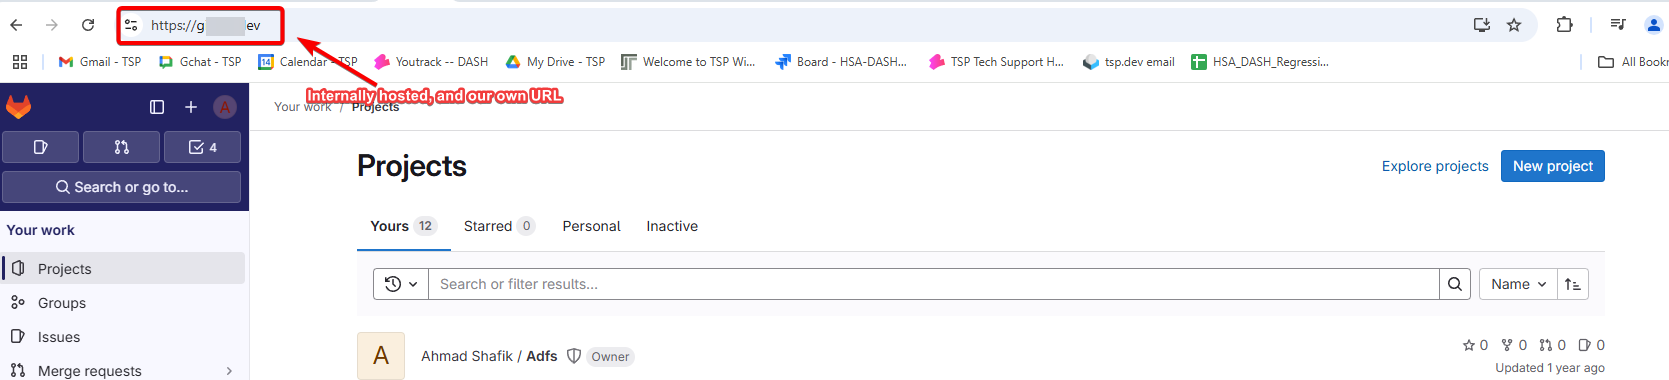 https://g ev
Gmail - TSP
Gchat - TSP
14 Calendar - TSP
Youtrack -- DASH
My Drive - TSP
Welcome to TSP Wi...
Board - HSA-DASH...
TSP Tech Support H...
tsp.dev email
HSA_DASH_Regressi...
All Bookm
Internally hosted, and our own URL
A
Your work / Projects
4
Search or go to...
Projects
Explore projects
New project
Your work
Yours 12
Starred 0
Personal
Inactive
Projects
Groups
Issues
Merge requests
Search or filter results...
Name
A
Ahmad Shafik / Adfs
Owner
0 0 0 0
Updated 1 year ago